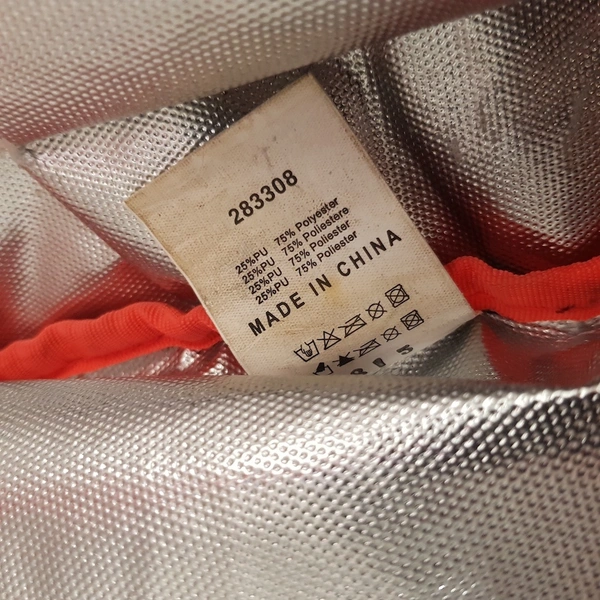 283308
25%PU 75% Polyester
25%PU 75% Poliestere
25%PU 75% Poliester
25%PU 75% Poliester
MADE IN CHINA